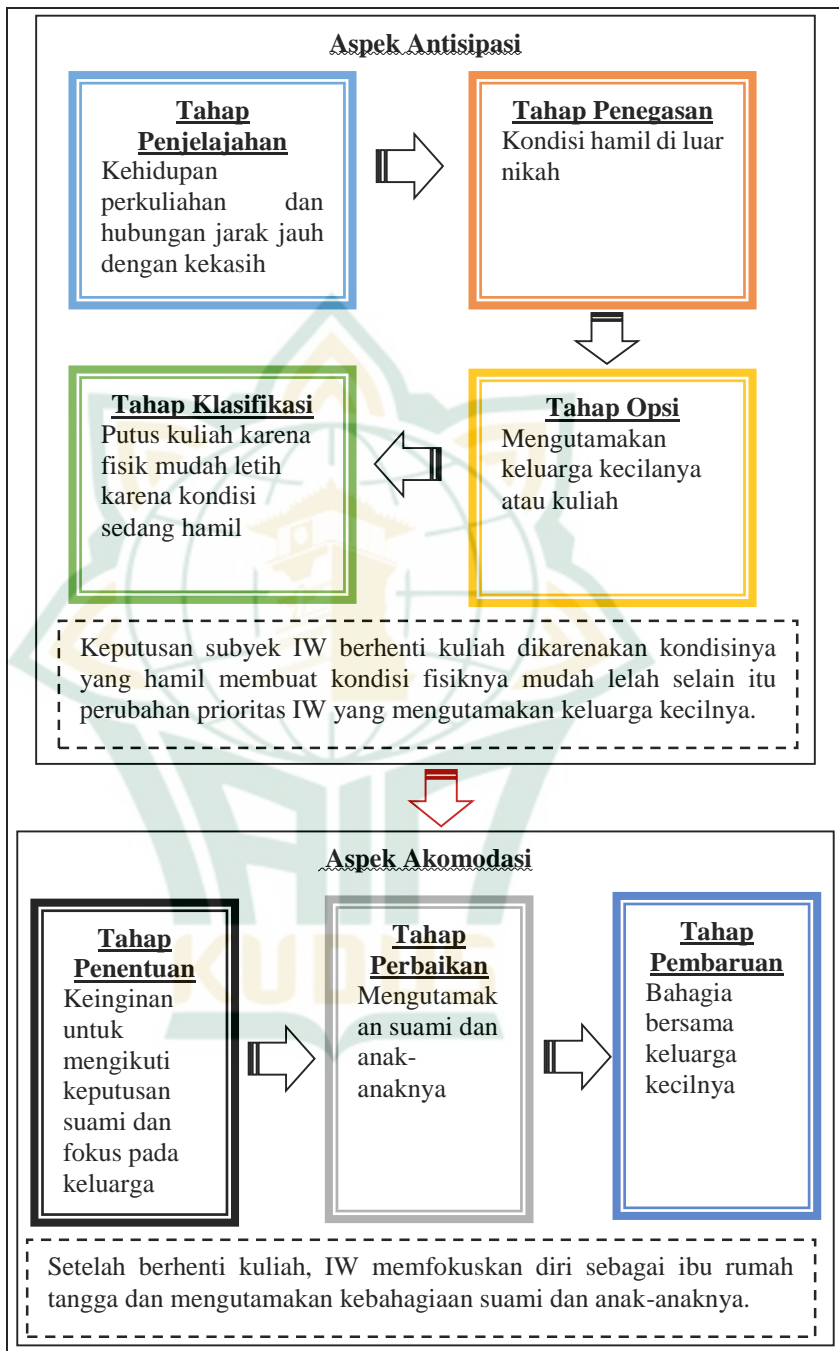 Aspek Antisipasi
Tahap
Penjelajahan
Kehidupan
perkuliahan dan
hubungan jarak jauh
dengan kekasih
Tahap Penegasan
Kondisi hamil di luar
nikah
Tahap Klasifikasi
Putus kuliah karena
fisik mudah letih
karena kondisi
sedang hamil
Tahap Opsi
Mengutamakan
keluarga kecilanya
atau kuliah
Keputusan subyek IW berhenti kuliah dikarenakan kondisinya
yang hamil membuat kondisi fisiknya mudah lelah selain itu
perubahan prioritas IW yang mengutamakan keluarga kecilnya.
Aspek Akomodasi
Tahap
Penentuan
Keinginan
untuk
mengikuti
keputusan
suami dan
fokus pada
keluarga
Tahap
Perbaikan
Mengutamak
an suami dan
anak-
anaknya
Tahap
Pembaruan
Bahagia
bersama
keluarga
kecilnya
Setelah berhenti kuliah, IW memfokuskan diri sebagai ibu rumah
tangga dan mengutamakan kebahagiaan suami dan anak-anaknya.
IAIN
KUDUS